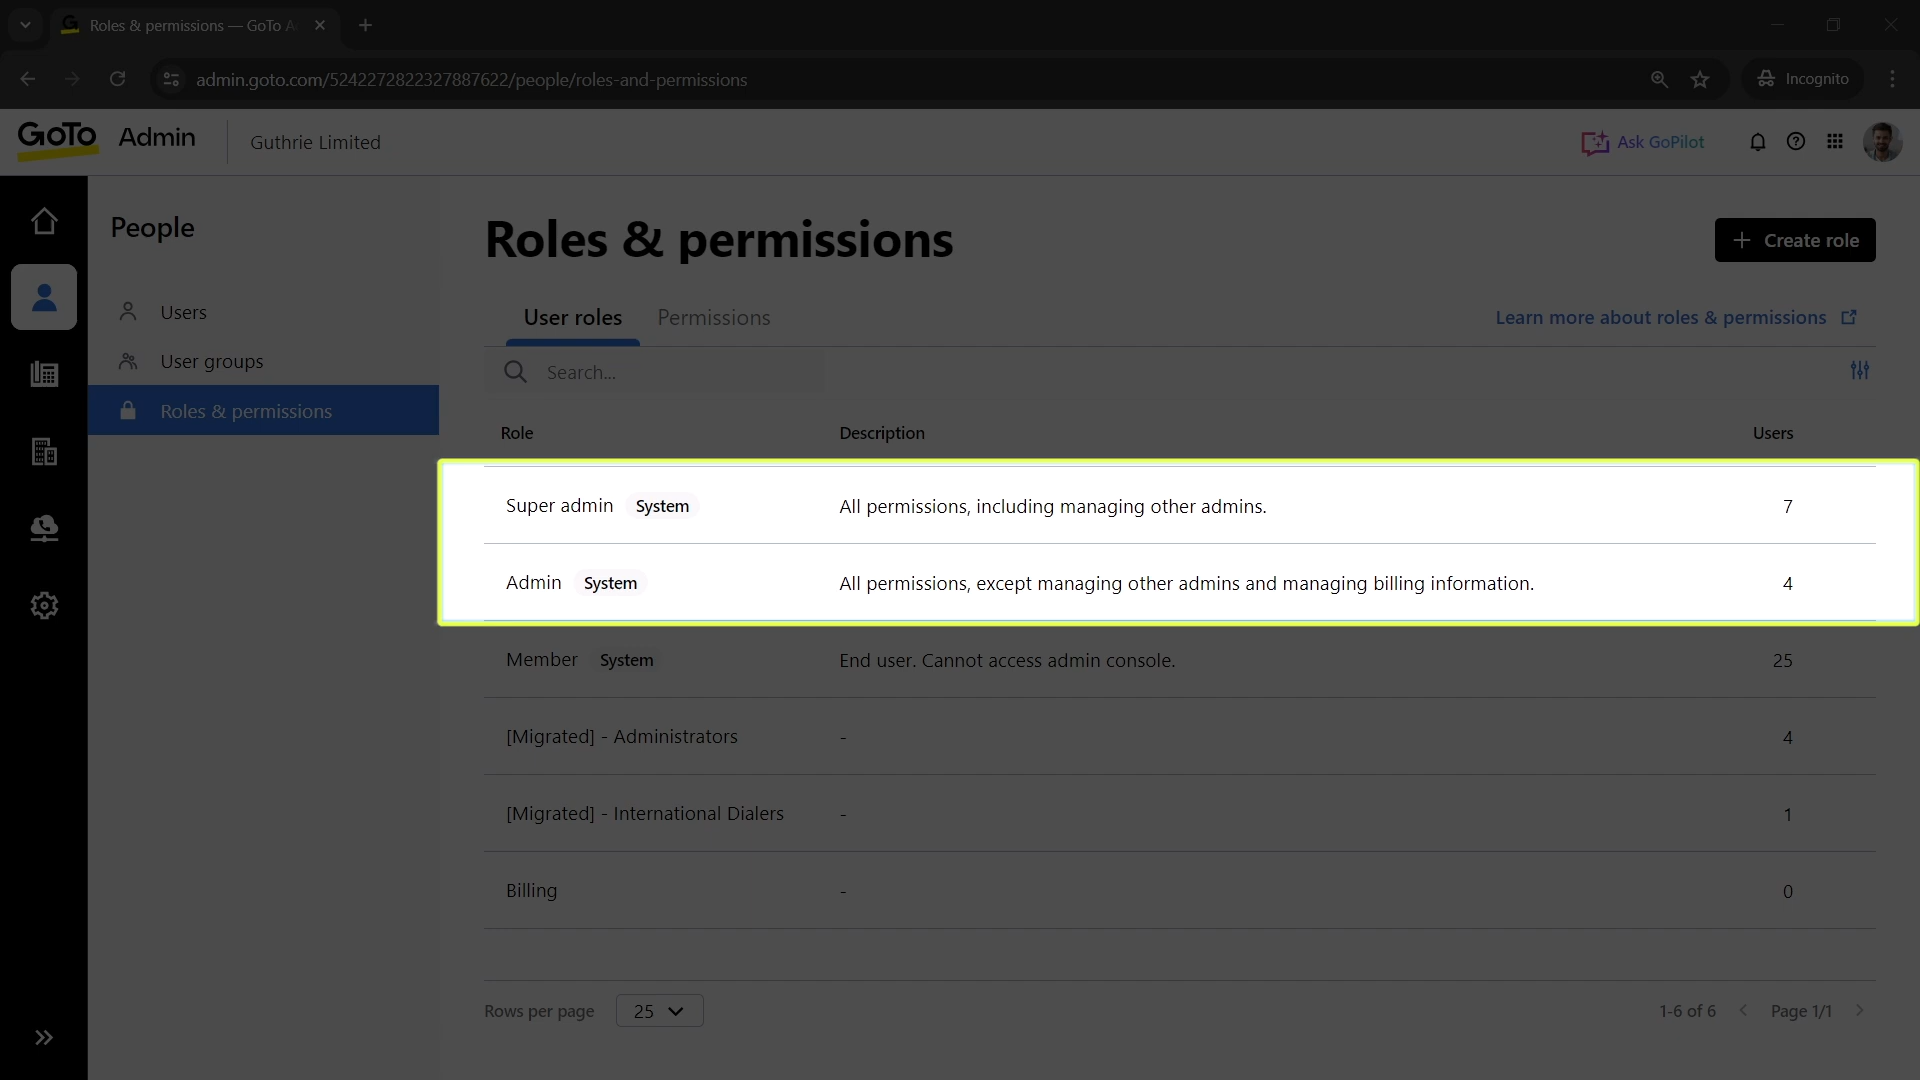 Roles & permissions — GoTo A
admin.goto.com/5242272822327887622/people/roles-and-permissions
Incognito
GoTo Admin
Guthrie Limited
Ask GoPilot
People
Users
User groups
Roles & permissions
Roles & permissions
+ Create role
User roles
Permissions
Learn more about roles & permissions
Search...
Role Description Users
Super admin System All permissions, including managing other admins. 7
Admin System All permissions, except managing other admins and managing billing information. 4
Member System End user. Cannot access admin console. 25
[Migrated] - Administrators - 4
[Migrated] - International Dialers - 1
Billing - 0
Rows per page 25
1-6 of 6
Page 1/1